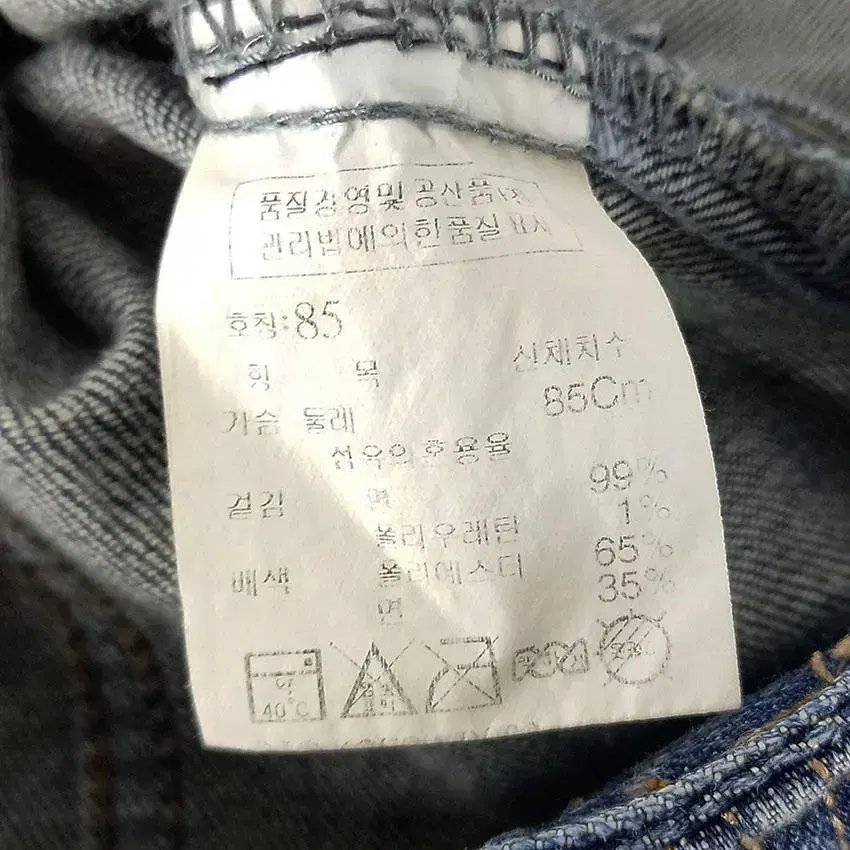 품질경영및 공산품안전
관리법에의한품질 표시
호칭:85
항 목 신체치수
가슴 둘레 85Cm
섬유의혼용율
겉감 면 99%
폴리우레탄 1%
배색 폴리에스터 65%
면 35%
약
40°C